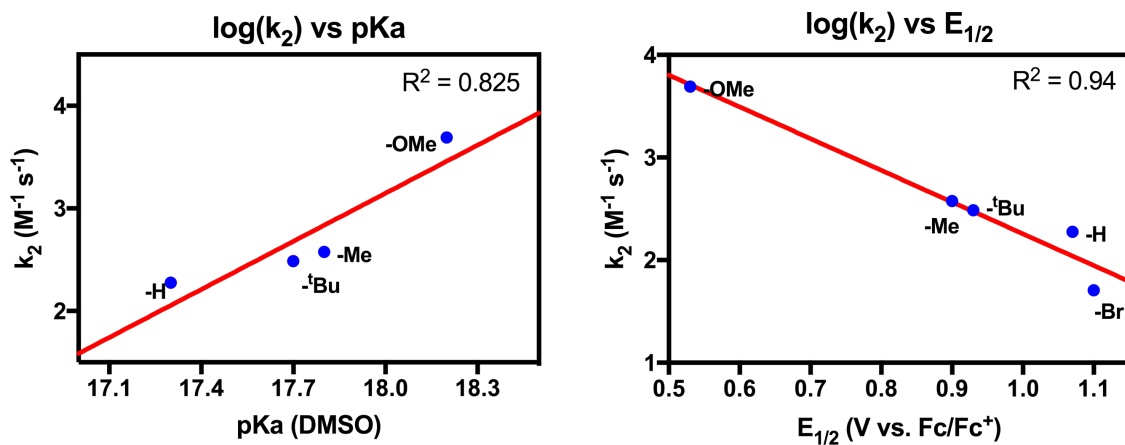 log(k₂) vs pKa
R² = 0.825
4
-OMe
k₂ (M⁻¹ s⁻¹)
3
-Me
-H
-ᵗBu
2
17.1 17.4 17.7 18.0 18.3
pKa (DMSO)
log(k₂) vs E₁/₂
4
-OMe
R² = 0.94
3
k₂ (M⁻¹ s⁻¹)
-ᵗBu
-Me
-H
2
-Br
1
0.5 0.6 0.7 0.8 0.9 1.0 1.1
E₁/₂ (V vs. Fc/Fc⁺)